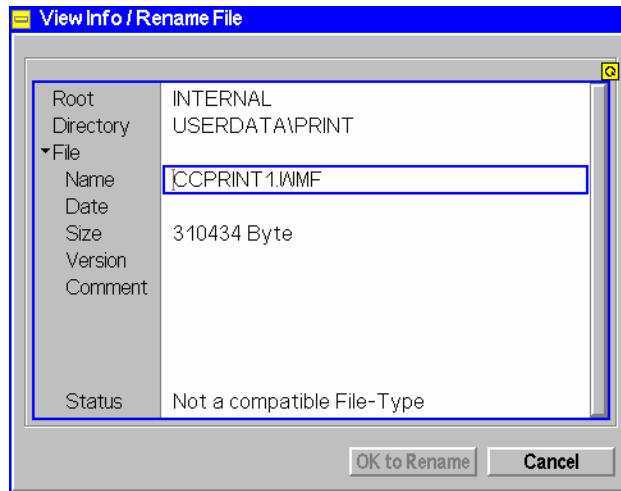 View Info / Rename File
Root INTERNAL
Directory USERDATA\PRINT
File
Name CCPRINT1.WMF
Date
Size 310434 Byte
Version
Comment
Status Not a compatible File-Type
OK to Rename Cancel